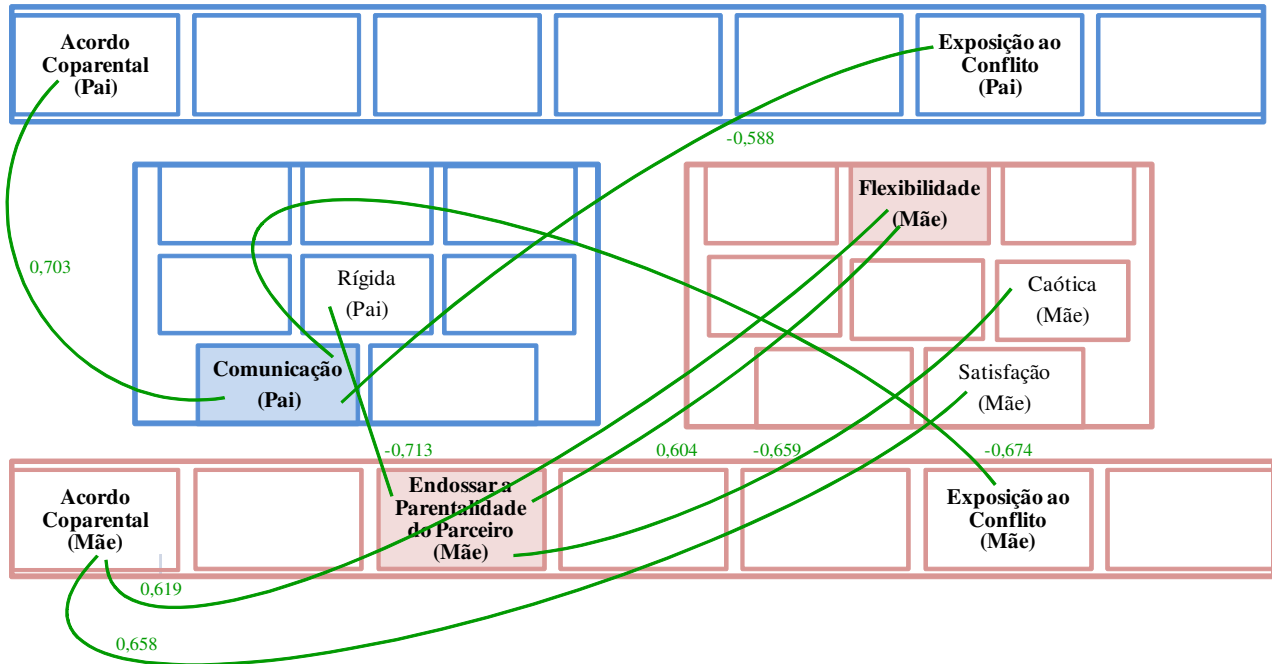 Acordo
Coparental
(Pai)
Exposição ao
Conflito
(Pai)
-0,588
Flexibilidade
(Mãe)
0,703
Rígida
(Pai)
Caótica
(Mãe)
Comunicação
(Pai)
Satisfação
(Mãe)
-0,713
0,604
-0,659
-0,674
Acordo
Coparental
(Mãe)
Endossar a
Parentalidade
do Parceiro
(Mãe)
Exposição ao
Conflito
(Mãe)
0,619
0,658